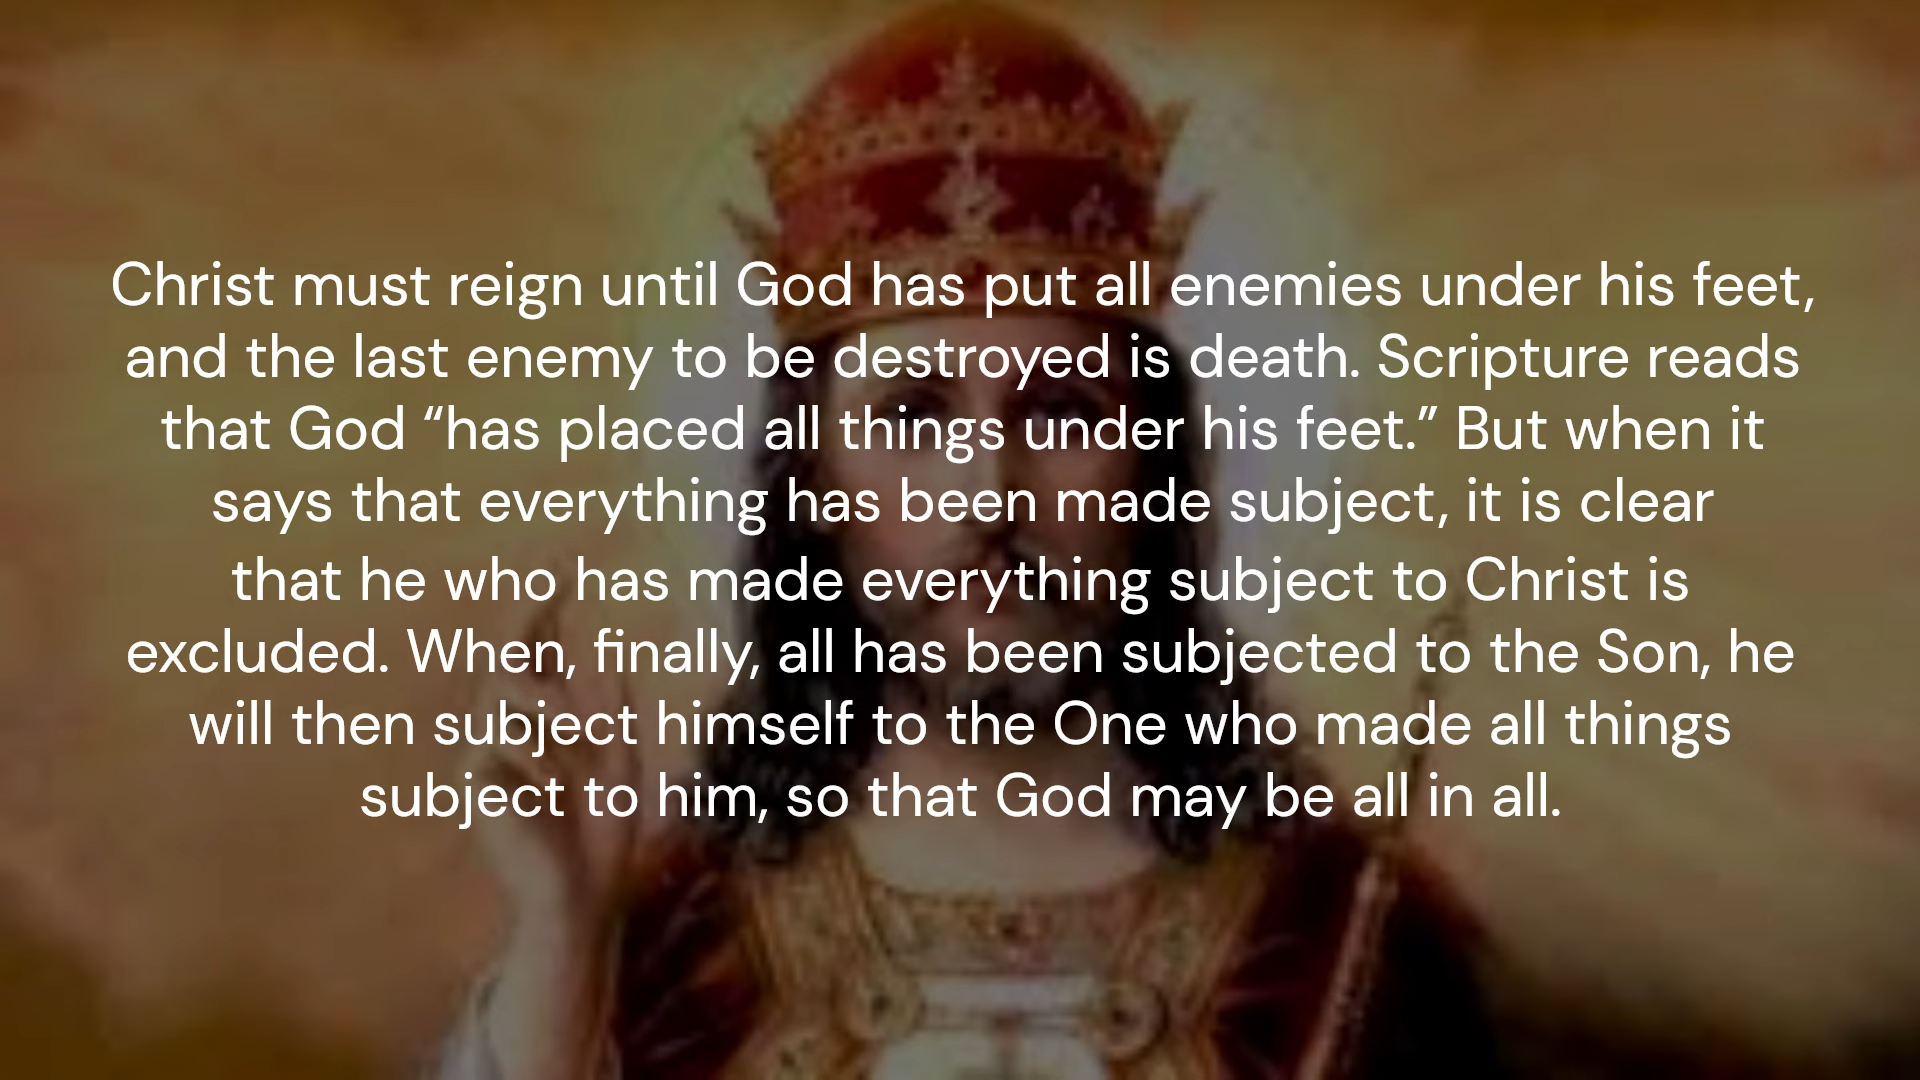 Christ must reign until God has put all enemies under his feet,
and the last enemy to be destroyed is death. Scripture reads
that God “has placed all things under his feet.” But when it
says that everything has been made subject, it is clear
that he who has made everything subject to Christ is
excluded. When, finally, all has been subjected to the Son, he
will then subject himself to the One who made all things
subject to him, so that God may be all in all.